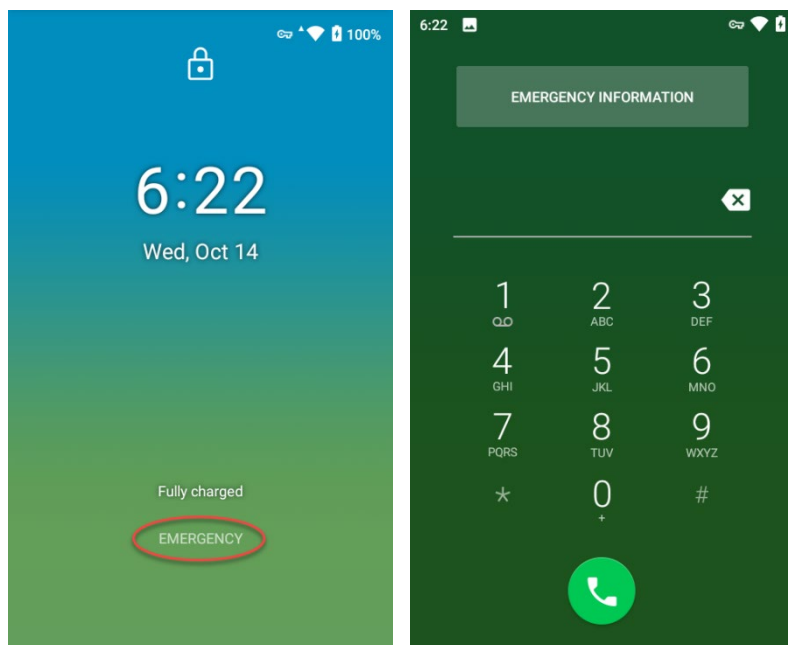 100%
6:22
Wed, Oct 14
Fully charged
EMERGENCY
6:22
EMERGENCY INFORMATION
1 2 3
ABC DEF
4 5 6
GHI JKL MNO
7 8 9
PQRS TUV WXYZ
* 0 #
+